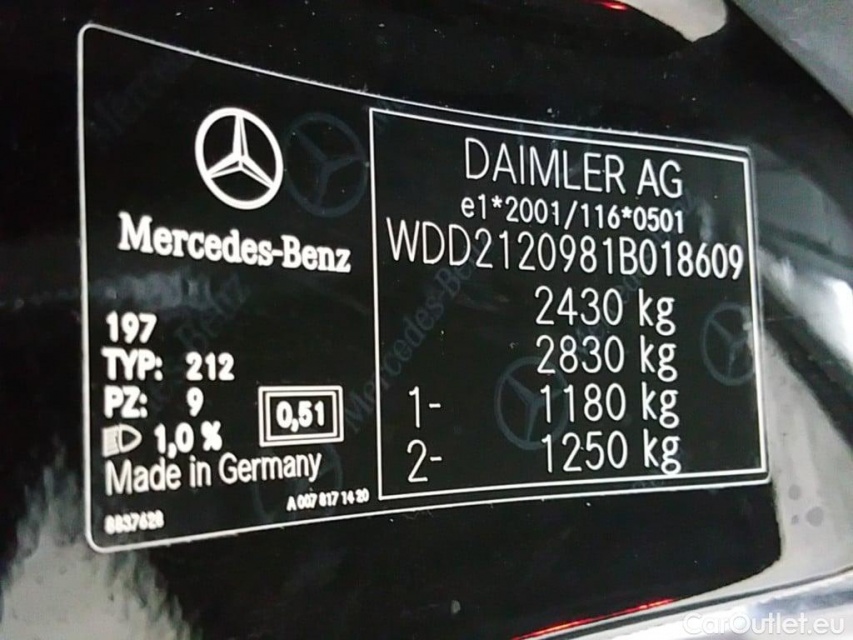 Mercedes-Benz
197
TYP: 212
PZ: 9
1,0 %
0,51
Made in Germany
8837628
A 007 817 14 20
DAIMLER AG
e1*2001/116*0501
WDD2120981B018609
2430 kg
2830 kg
1- 1180 kg
2- 1250 kg
CarOutlet.eu